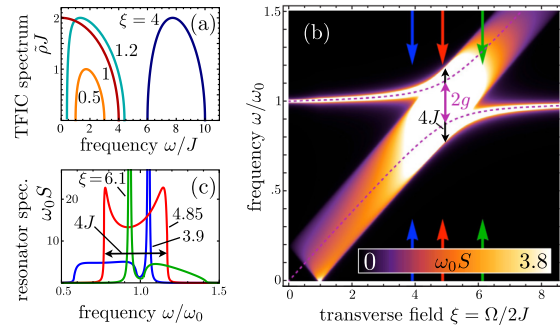 (a)
TFIC spectrum
ρ̃J
2
1
ξ = 4
1.2
1
0.5
0 2 4 6 8 10
frequency ω/J
(c)
resonator spec.
ω₀S
20
10
ξ=6.1
4J
4.85
3.9
0.5 1.0 1.5
frequency ω/ω₀
(b)
frequency ω/ω₀
1.5
1
.5
0
2g
4J
0 ω₀S 3.8
0 2 4 6 8
transverse field ξ = Ω/2J